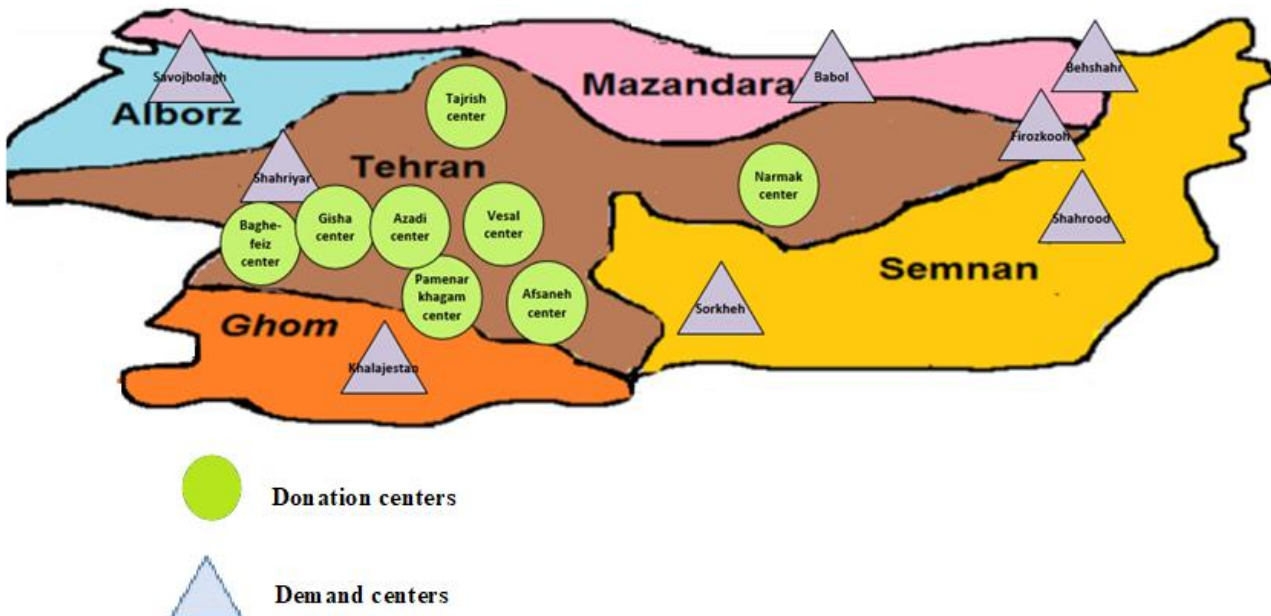 Savojbolagh
Alborz
Tajrish
center
Mazandara
Babol
Behshahr
Firozkooh
Shahriyar
Tehran
Narmak
center
Baghe-
feiz
center
Gisha
center
Azadi
center
Vesal
center
Shahrood
Semnan
Pamenar
khagam
center
Afsaneh
center
Sorkheh
Ghom
Khalajestan
Donation centers
Demand centers